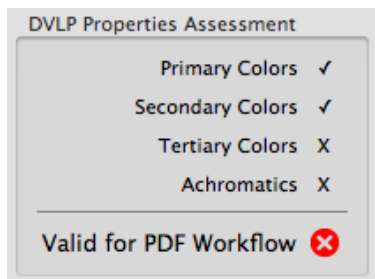 DVLP Properties Assessment
Primary Colors ✓
Secondary Colors ✓
Tertiary Colors X
Achromatics X
Valid for PDF Workflow